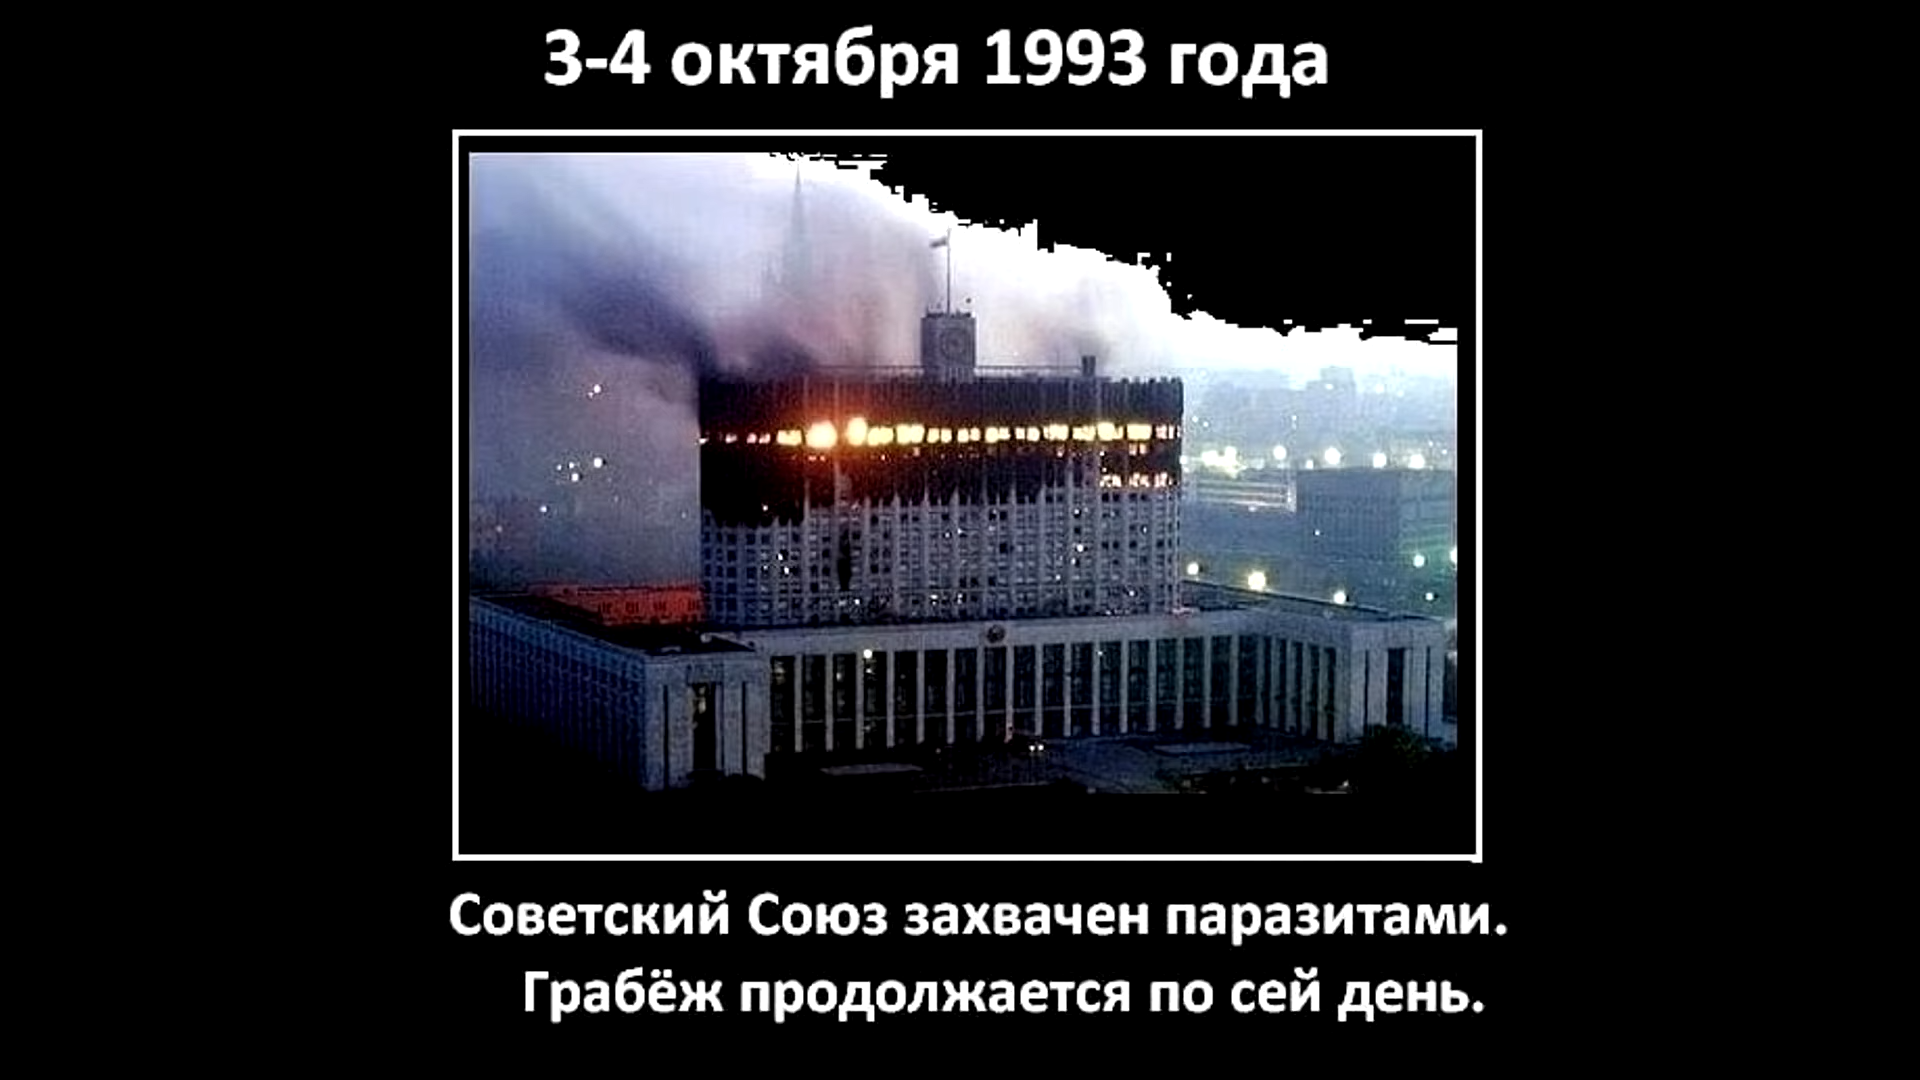 3-4 октября 1993 года
Советский Союз захвачен паразитами.
Грабёж продолжается по сей день.